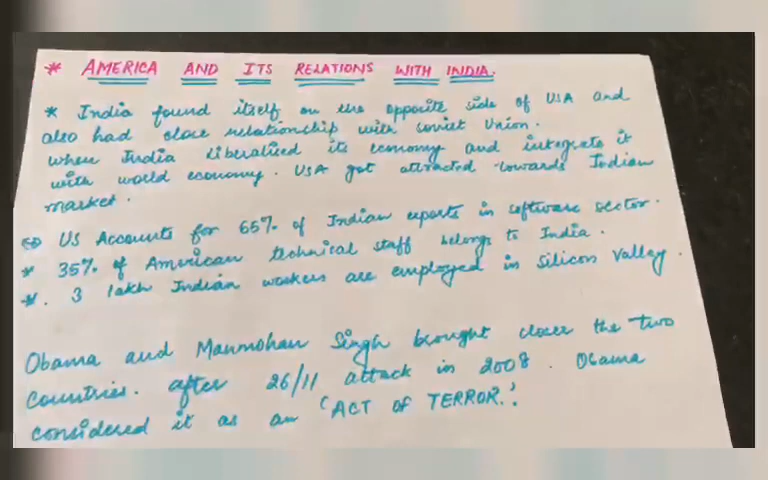 * AMERICA AND ITS RELATIONS WITH INDIA.
* India found itself on the opposite side of USA and
also had close relationship with soviet Union.
when India liberalised its economy and integrate it
with world economy. USA got attracted towards Indian
market.
⇔ US Accounts for 65% of Indian exports in software sector.
* 35% of American technical staff belongs to India.
*. 3 lakh Indian workers are employed in Silicon Valley.
Obama and Manmohan Singh brought closer the two
countries. after 26/11 attack in 2008. Obama
considered it as an 'ACT OF TERROR.'